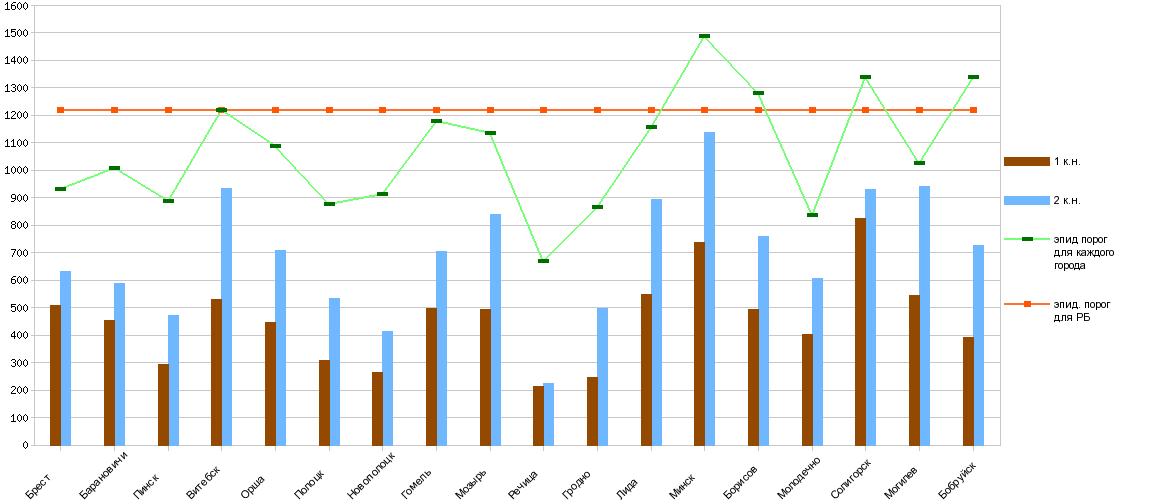 1600
1500
1400
1300
1200
1100
1000
900
800
700
600
500
400
300
200
100
0
Брест
Барановичи
Пинск
Витебск
Орша
Полоцк
Новополоцк
Гомель
Мозырь
Речица
Гродно
Лида
Минск
Борисов
Молодечно
Солигорск
Могилев
Бобруйск
1 к.н.
2 к.н.
эпид порог
для каждого
города
эпид. порог
для РБ